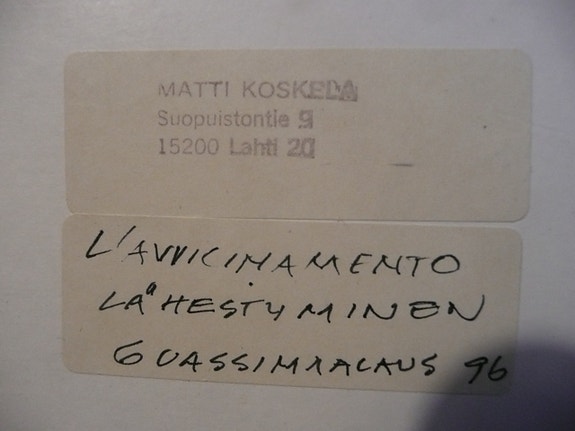 MATTI KOSKELA
Suopuistontie 9
15200 Lahti 20
L'AVVICINAMENTO
LÄHESTYMINEN
GUASSIMAALAUS 96